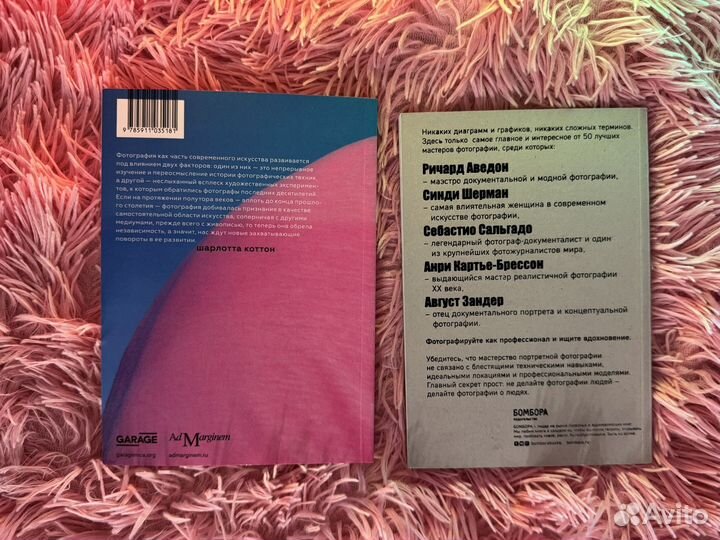 9 785911 035181
Фотография как часть современного искусства развивается
под влиянием двух факторов: один из них — это непрерывное
изучение и переосмысление истории фотографических техник,
а другой — неслыханный всплеск художественных эксперимен-
тов, к которым обратились фотографы последних десятилетий.
Если на протяжении полутора веков — вплоть до конца прошло-
го столетия — фотография добивалась признания в качестве
самостоятельной области искусства, соперничая с другими
медиумами, прежде всего с живописью, то теперь она обрела
независимость, а значит, нас ждут новые захватывающие
повороты в ее развитии.
шарлотта коттон
GARAGE
garagemca.org
Ad Marginem
admarginem.ru
Никаких диаграмм и графиков, никаких сложных терминов.
Здесь только самое главное и интересное от 50 лучших
мастеров фотографии, среди которых:
Ричард Аведон
– маэстро документальной и модной фотографии,
Синди Шерман
– самая влиятельная женщина в современном
искусстве фотографии,
Себастио Сальгадо
– легендарный фотограф-документалист и один
из крупнейших фотожурналистов мира,
Анри Картье-Брессон
– выдающийся мастер реалистичной фотографии
XX века,
Август Зандер
– отец документального портрета и концептуальной
фотографии.
Фотографируйте как профессионал и ищите вдохновение.
Убедитесь, что мастерство портретной фотографии
не связано с блестящими техническими навыками,
идеальными локациями и профессиональными моделями.
Главный секрет прост: не делайте фотографии людей –
делайте фотографии о людях.
БОМБОРА
издательство
Avito